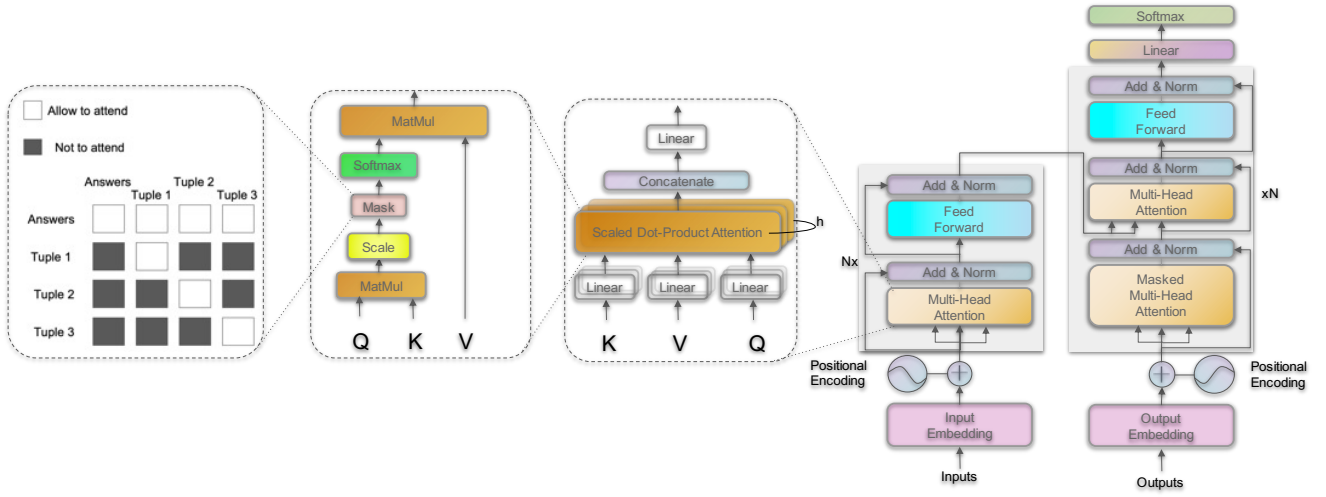 Allow to attend
Not to attend
Answers
Tuple 1
Tuple 2
Tuple 3
Answers
Tuple 1
Tuple 2
Tuple 3
MatMul
Softmax
Mask
Scale
MatMul
Q
K
V
Linear
Concatenate
Scaled Dot-Product Attention
h
Linear
Linear
Linear
K
V
Q
Add & Norm
Feed
Forward
Nx
Add & Norm
Multi-Head
Attention
Positional
Encoding
Input
Embedding
Inputs
Softmax
Linear
Add & Norm
Feed
Forward
Add & Norm
Multi-Head
Attention
xN
Add & Norm
Masked
Multi-Head
Attention
Positional
Encoding
Output
Embedding
Outputs